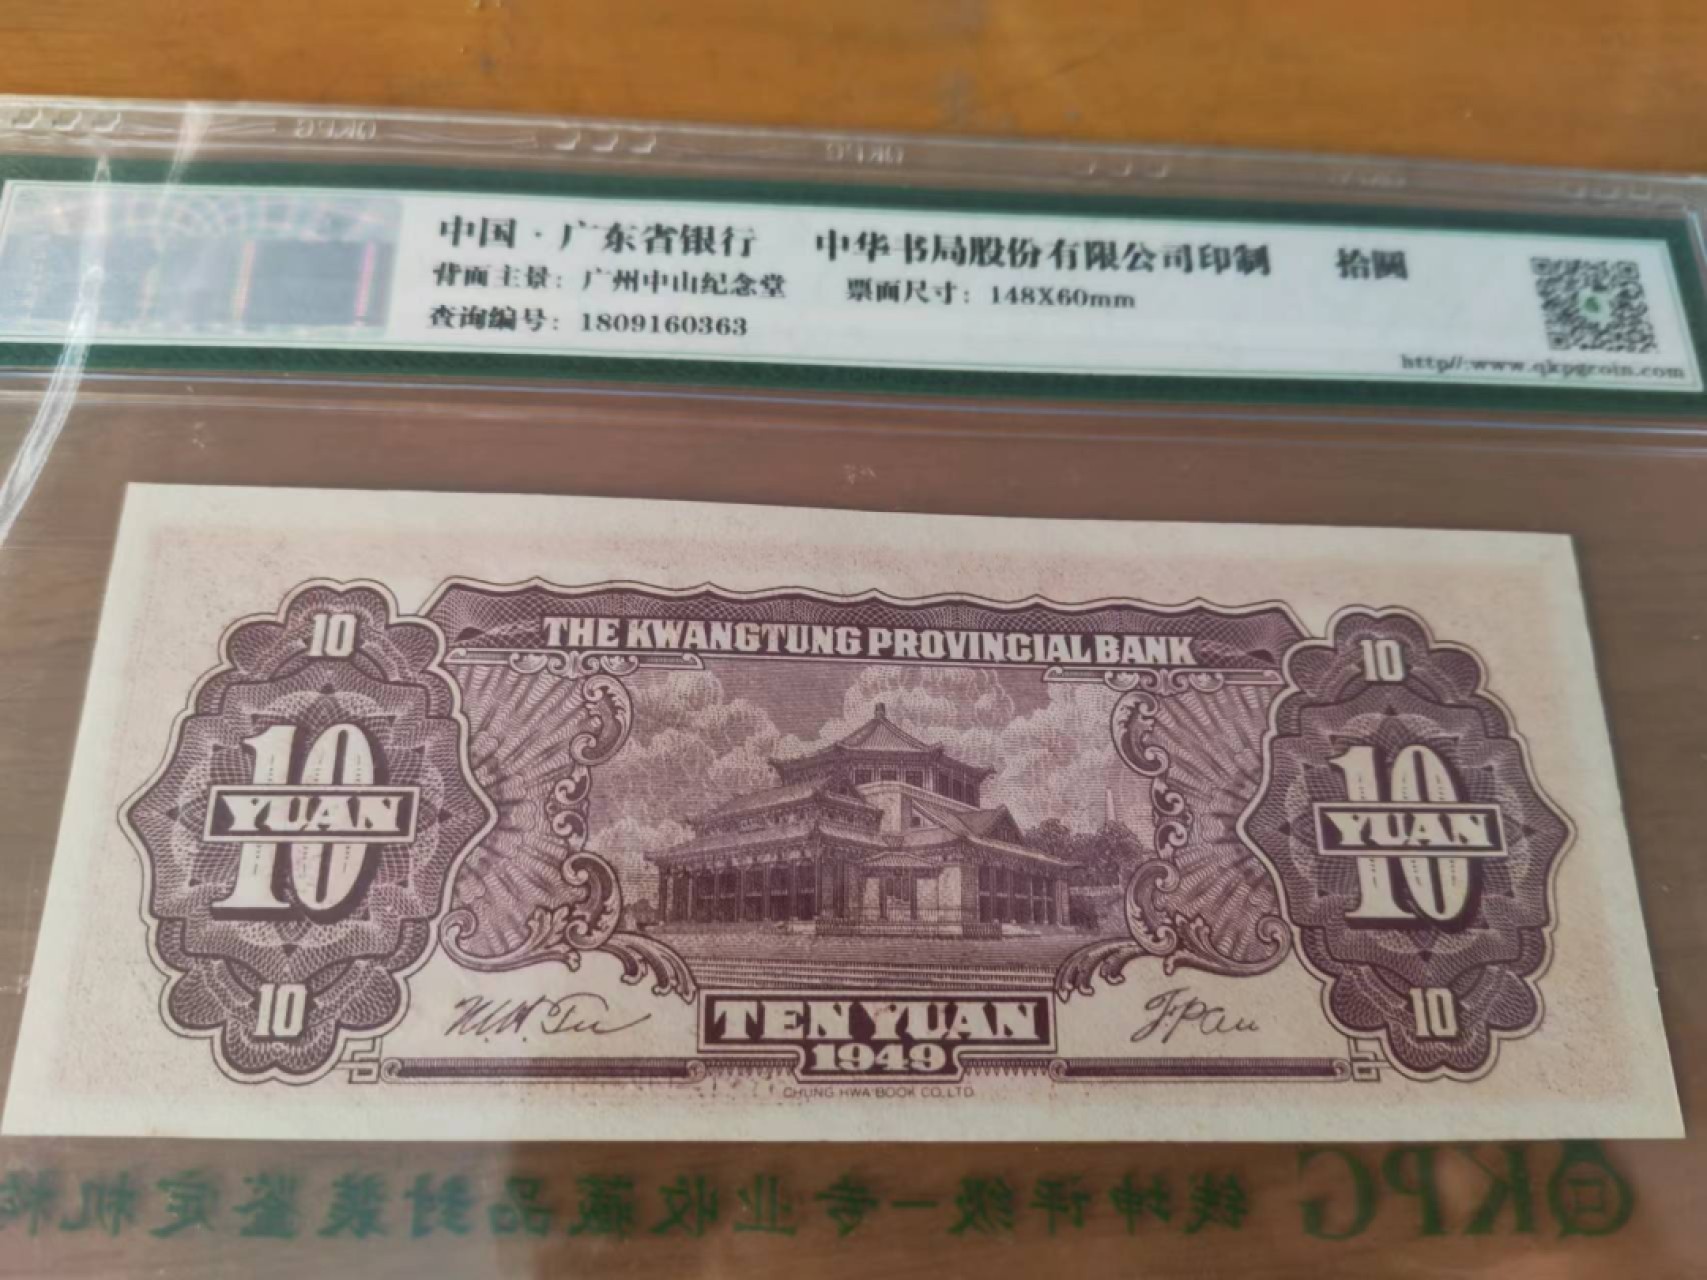 QKPG QKPG
中国·广东省银行 中华书局股份有限公司印制 拾圆
背面主景：广州中山纪念堂 票面尺寸：148X60mm
查询编号：1809160363
http//:www.qkpgcoin.com
10 THE KWANGTUNG PROVINCIAL BANK 10
10 YUAN
10 YUAN
10 TEN YUAN 10
1949
CHUNG HWA BOOK CO.LTD.
QKPG